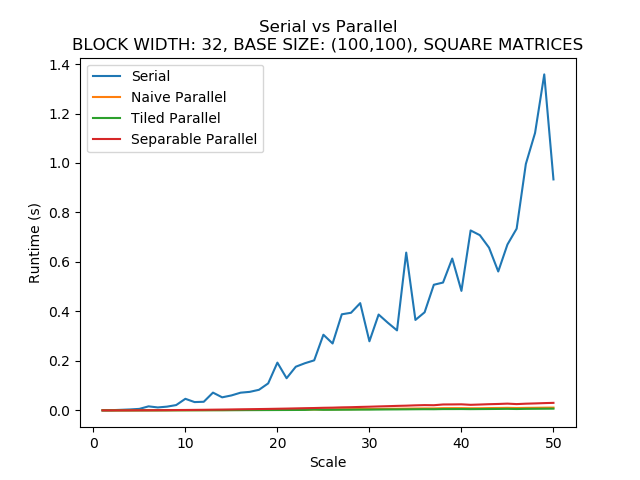 Serial vs Parallel
BLOCK WIDTH: 32, BASE SIZE: (100,100), SQUARE MATRICES
Serial
Naive Parallel
Tiled Parallel
Separable Parallel
1.4
1.2
1.0
0.8
0.6
0.4
0.2
0.0
Runtime (s)
0 10 20 30 40 50
Scale